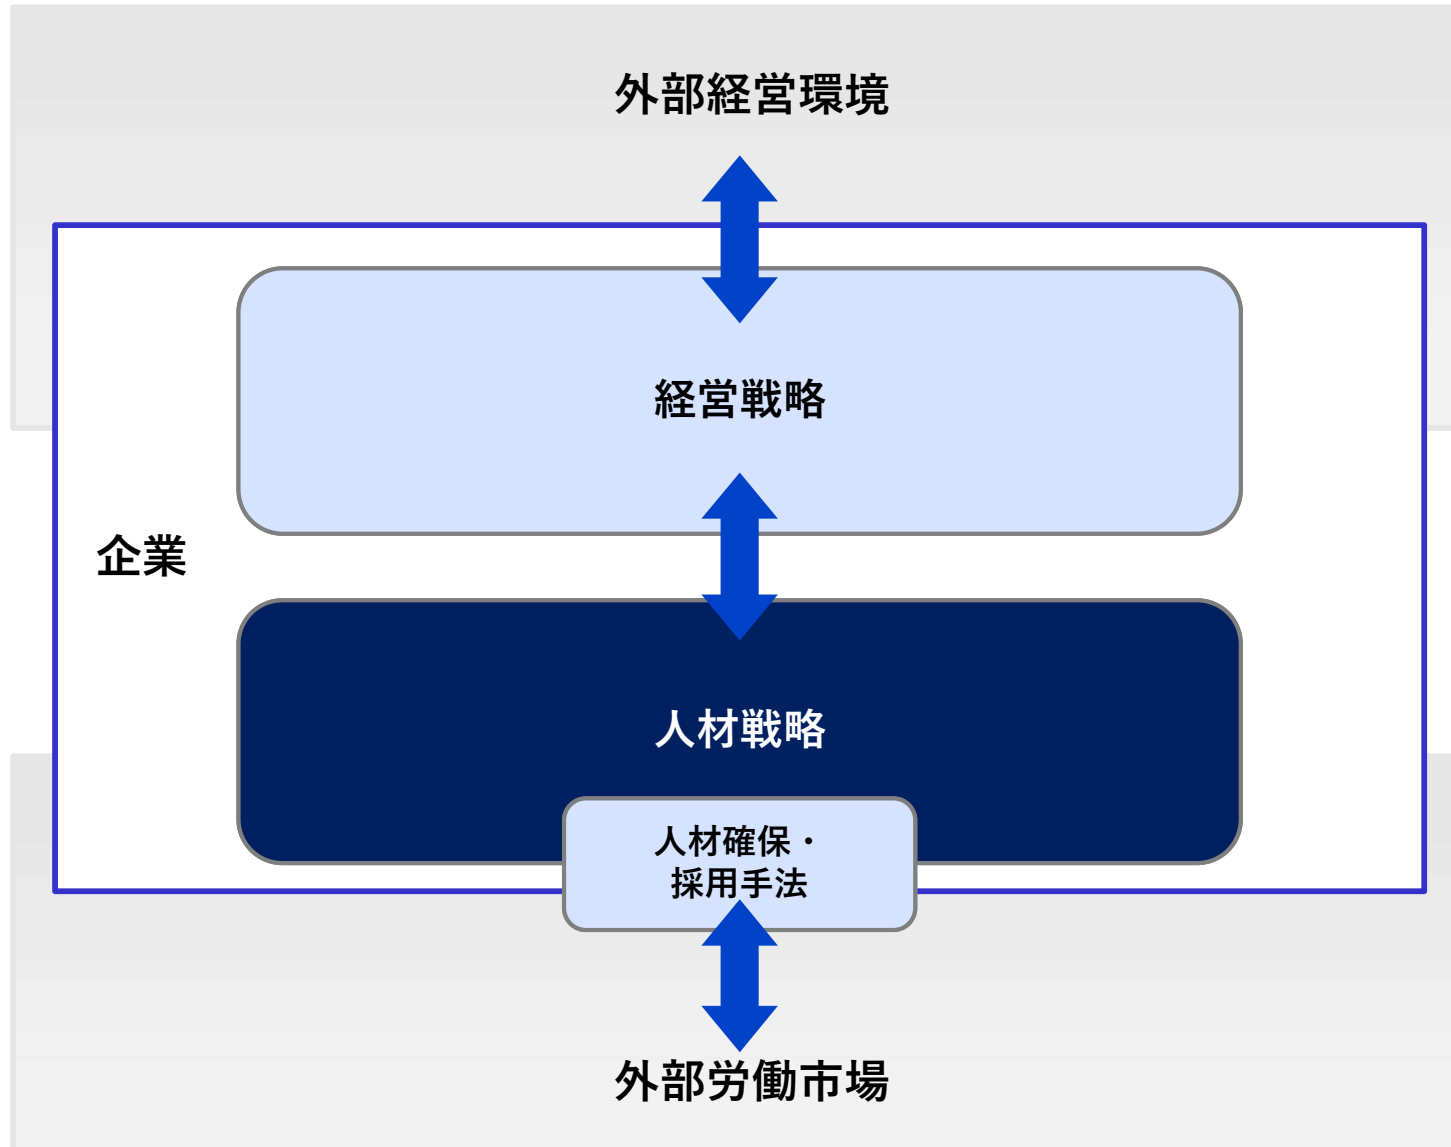 外部経営環境
経営戦略
企業
人材戦略
人材確保・
採用手法
外部労働市場